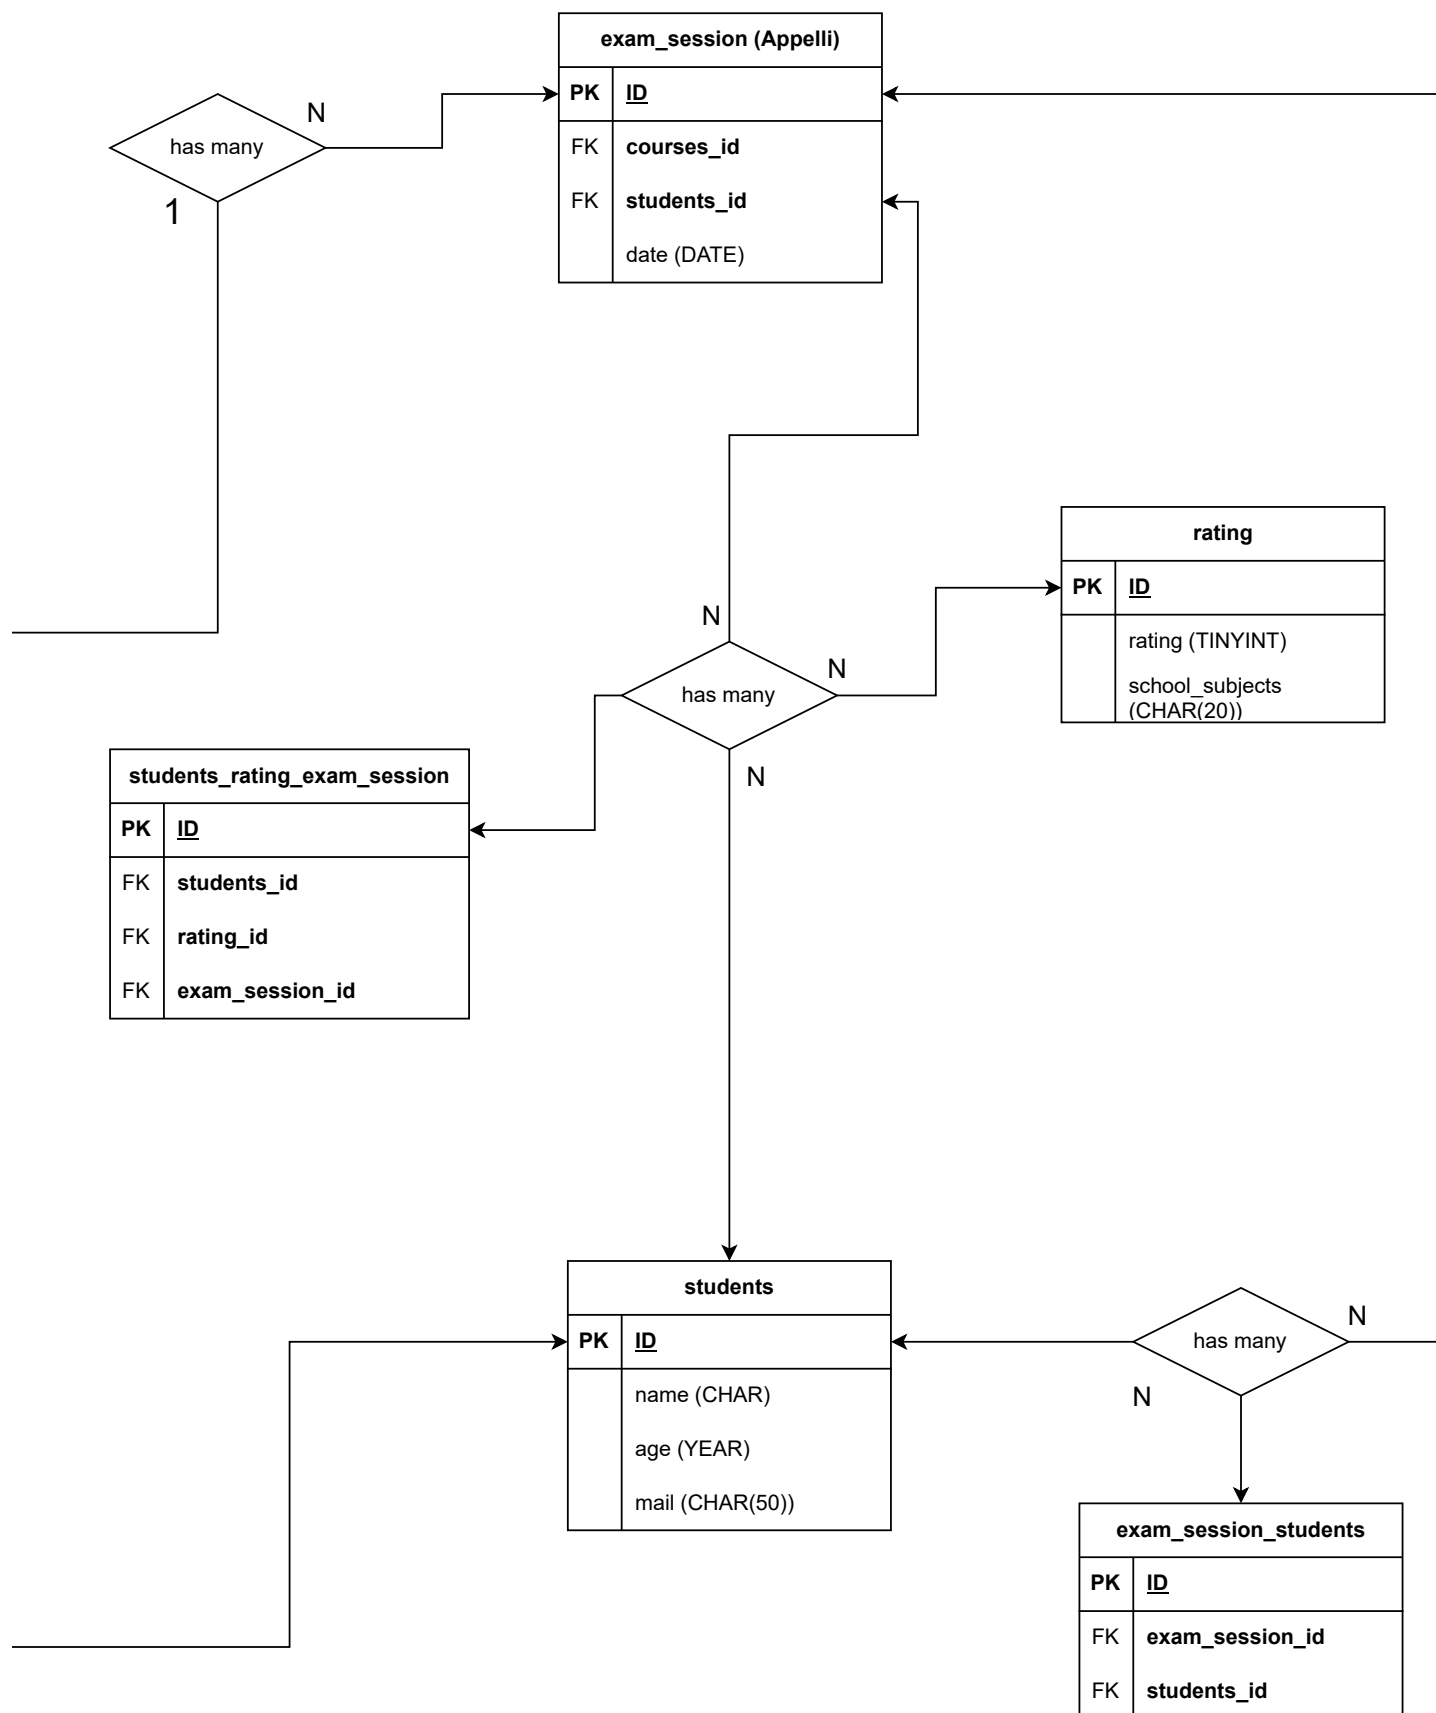 exam_session (Appelli)
PK ID
FK courses_id
FK students_id
date (DATE)
has many
N
1
rating
PK ID
rating (TINYINT)
school_subjects
(CHAR(20))
N
N
has many
N
students_rating_exam_session
PK ID
FK students_id
FK rating_id
FK exam_session_id
students
PK ID
name (CHAR)
age (YEAR)
mail (CHAR(50))
has many
N
N
exam_session_students
PK ID
FK exam_session_id
FK students_id